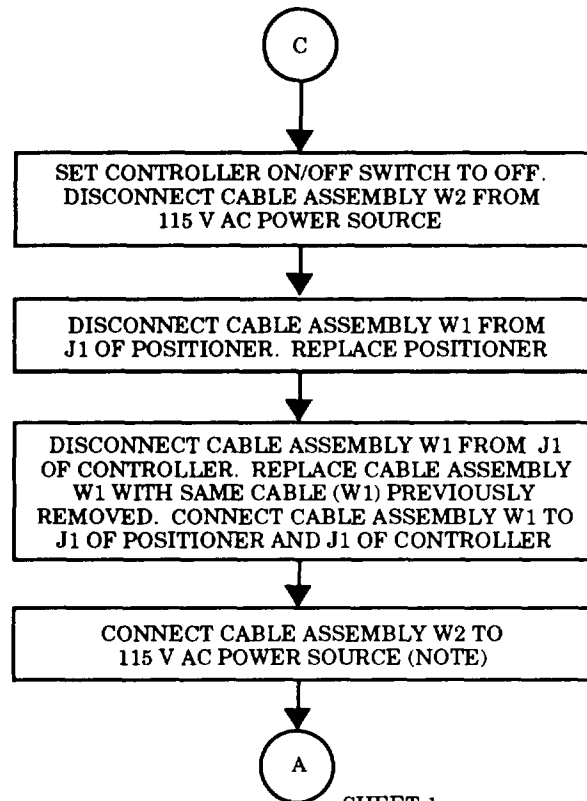 C
SET CONTROLLER ON/OFF SWITCH TO OFF.
DISCONNECT CABLE ASSEMBLY W2 FROM
115 V AC POWER SOURCE
DISCONNECT CABLE ASSEMBLY W1 FROM
J1 OF POSITIONER. REPLACE POSITIONER
DISCONNECT CABLE ASSEMBLY W1 FROM J1
OF CONTROLLER. REPLACE CABLE ASSEMBLY
W1 WITH SAME CABLE (W1) PREVIOUSLY
REMOVED. CONNECT CABLE ASSEMBLY W1 TO
J1 OF POSITIONER AND J1 OF CONTROLLER
CONNECT CABLE ASSEMBLY W2 TO
115 V AC POWER SOURCE (NOTE)
A
SHEET 1